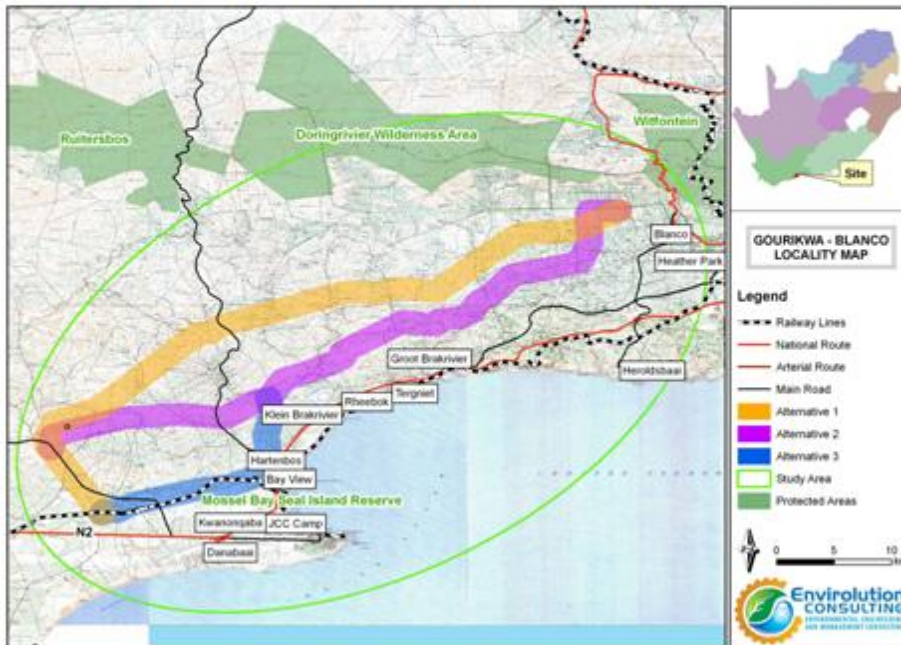 Ruitersbos
Doringrivier Wilderness Area
Witfontein
Blanco
Heather Park
Groot Brakrivier
Heroldsbaai
Tergniet
Rheebok
Klein Brakrivier
Hartenbos
Bay View
Mossel Bay Seal Island Reserve
Kwanonqaba
JCC Camp
N2
Danabaai
Site
GOURIKWA - BLANCO
LOCALITY MAP
Legend
Railway Lines
National Route
Arterial Route
Main Road
Alternative 1
Alternative 2
Alternative 3
Study Area
Protected Areas
0 5 10
Envirolution
CONSULTING